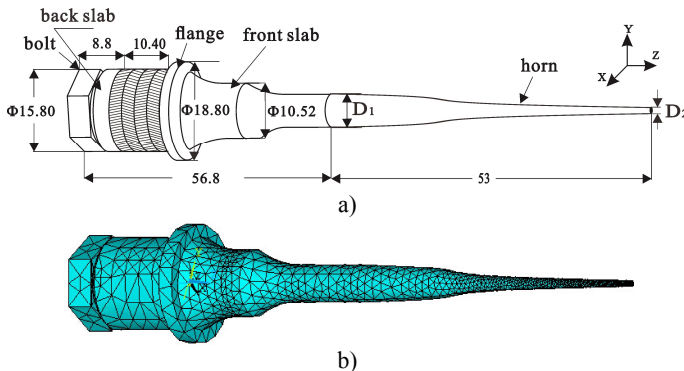 a)
back slab
bolt
8.8
10.40
flange
front slab
horn
Y
Z
X
Φ15.80
Φ18.80
Φ10.52
D₁
D₂
56.8
53
b)